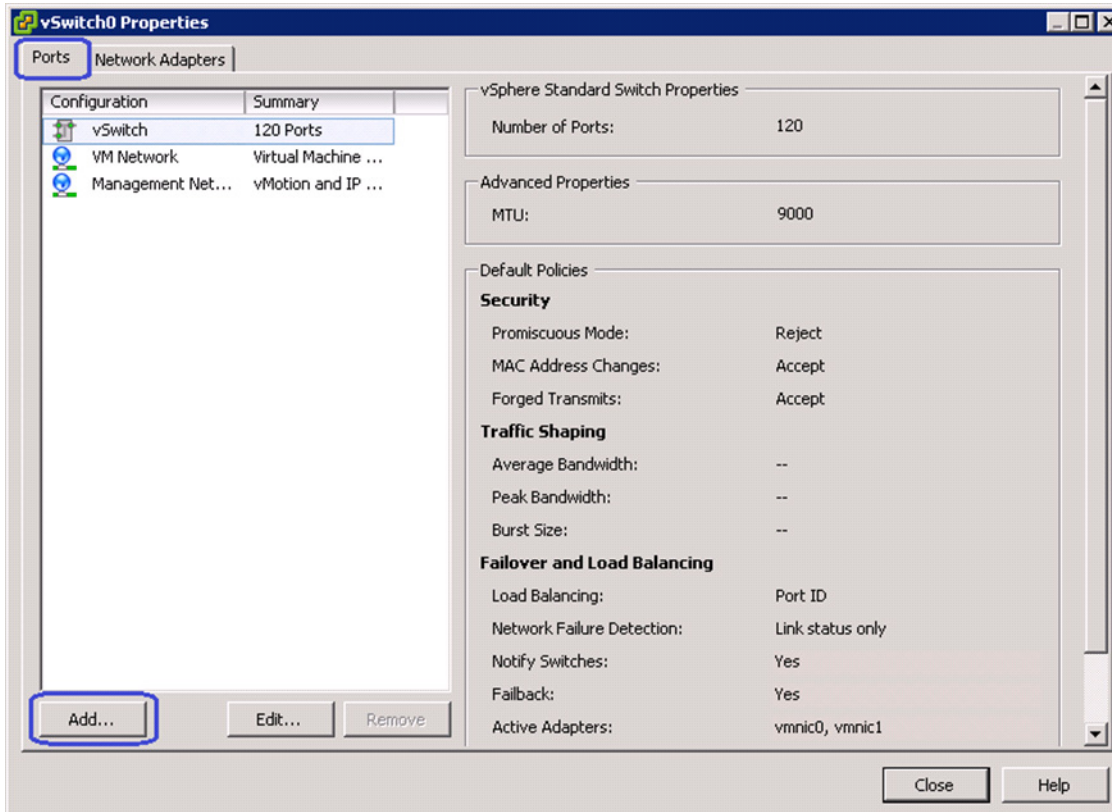 vSwitch0 Properties
Ports Network Adapters
Configuration Summary
vSwitch 120 Ports
VM Network Virtual Machine ...
Management Net... vMotion and IP ...
Add... Edit... Remove
vSphere Standard Switch Properties
Number of Ports: 120
Advanced Properties
MTU: 9000
Default Policies
Security
Promiscuous Mode: Reject
MAC Address Changes: Accept
Forged Transmits: Accept
Traffic Shaping
Average Bandwidth: --
Peak Bandwidth: --
Burst Size: --
Failover and Load Balancing
Load Balancing: Port ID
Network Failure Detection: Link status only
Notify Switches: Yes
Failback: Yes
Active Adapters: vmnic0, vmnic1
Close Help